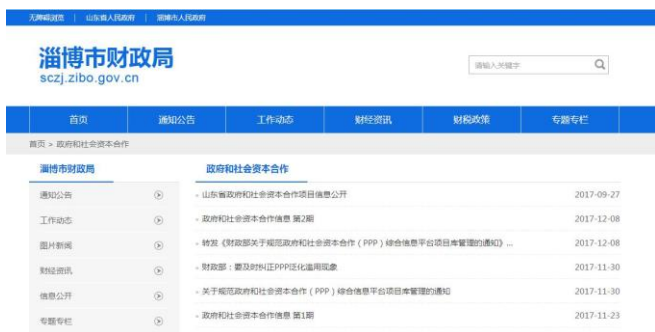 无障碍浏览 | 山东省人民政府 | 淄博市人民政府
淄博市财政局
sczj.zibo.gov.cn
请输入关键字
首页 通知公告 工作动态 财经资讯 财税政策 专题专栏
首页 > 政府和社会资本合作
淄博市财政局
政府和社会资本合作
通知公告
山东省政府和社会资本合作项目信息公开 2017-09-27
工作动态
政府和社会资本合作信息 第2期 2017-12-08
图片新闻
转发《财政部关于规范政府和社会资本合作（PPP）综合信息平台项目库管理的通知》... 2017-12-08
财经资讯
财政部：要及时纠正PPP泛化滥用现象 2017-11-30
信息公开
关于规范政府和社会资本合作（PPP）综合信息平台项目库管理的通知 2017-11-30
专题专栏
政府和社会资本合作信息 第1期 2017-11-23